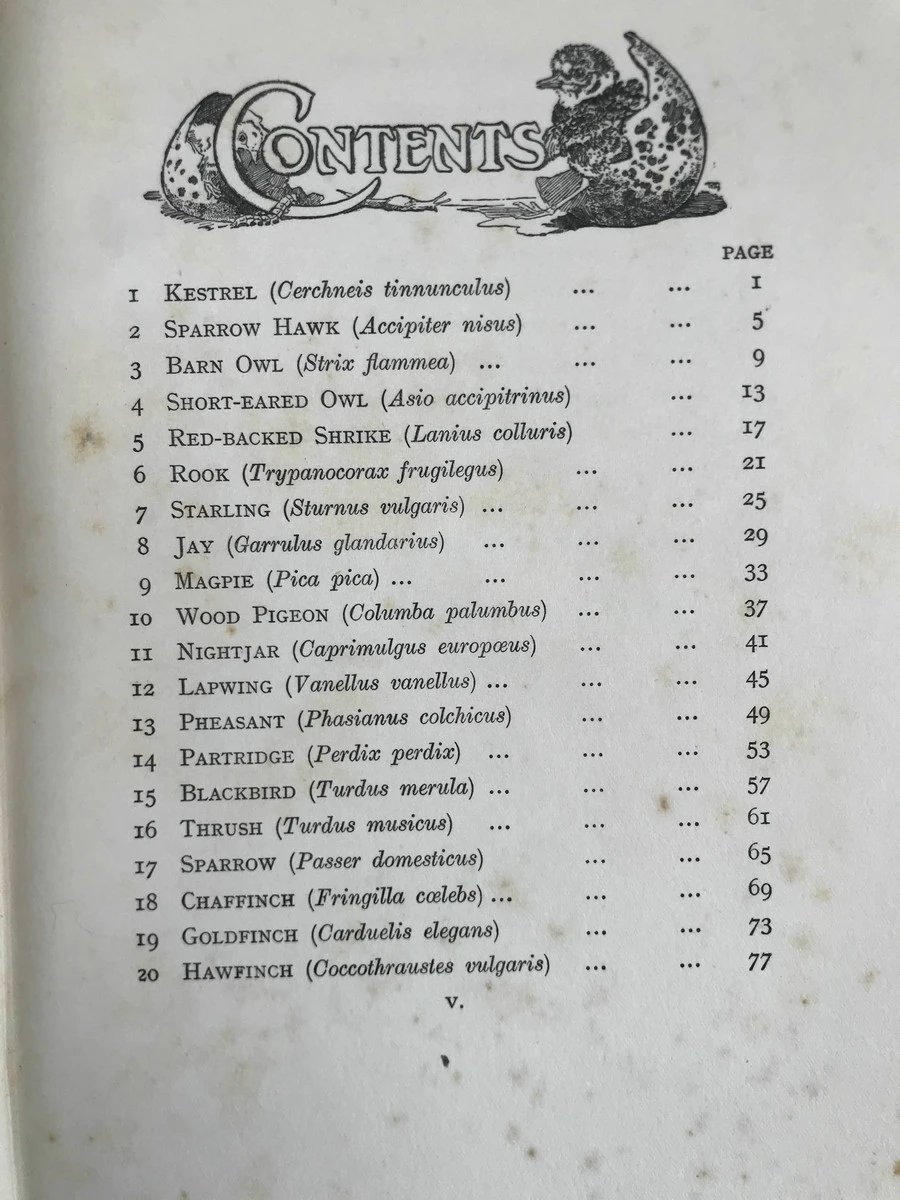 CONTENTS
PAGE
1 KESTREL (Cerchneis tinnunculus) ... ... 1
2 SPARROW HAWK (Accipiter nisus) ... ... 5
3 BARN OWL (Strix flammea) ... ... ... 9
4 SHORT-EARED OWL (Asio accipitrinus) ... 13
5 RED-BACKED SHRIKE (Lanius colluris) ... 17
6 ROOK (Trypanocorax frugilegus) ... ... 21
7 STARLING (Sturnus vulgaris) ... ... ... 25
8 JAY (Garrulus glandarius) ... ... ... 29
9 MAGPIE (Pica pica) ... ... ... ... 33
10 WOOD PIGEON (Columba palumbus) ... ... 37
11 NIGHTJAR (Caprimulgus europœus) ... ... 41
12 LAPWING (Vanellus vanellus) ... ... ... 45
13 PHEASANT (Phasianus colchicus) ... ... 49
14 PARTRIDGE (Perdix perdix) ... ... ... 53
15 BLACKBIRD (Turdus merula) ... ... ... 57
16 THRUSH (Turdus musicus) ... ... ... 61
17 SPARROW (Passer domesticus) ... ... 65
18 CHAFFINCH (Fringilla cœlebs) ... ... ... 69
19 GOLDFINCH (Carduelis elegans) ... ... 73
20 HAWFINCH (Coccothraustes vulgaris) ... ... 77
v.